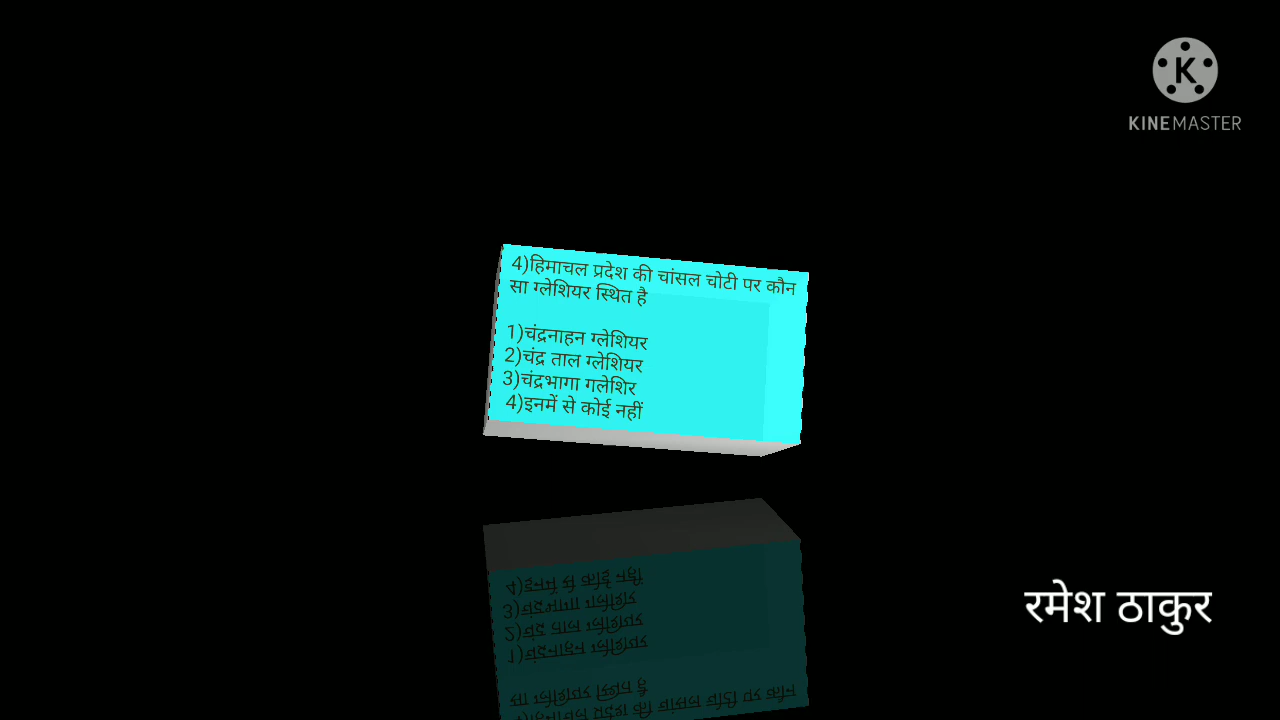 KINEMASTER
4)हिमाचल प्रदेश की चांसल चोटी पर कौन
सा ग्लेशियर स्थित है
1)चंद्रनाहन ग्लेशियर
2)चंद्र ताल ग्लेशियर
3)चंद्रभागा गलेशिर
4)इनमें से कोई नहीं
रमेश ठाकुर